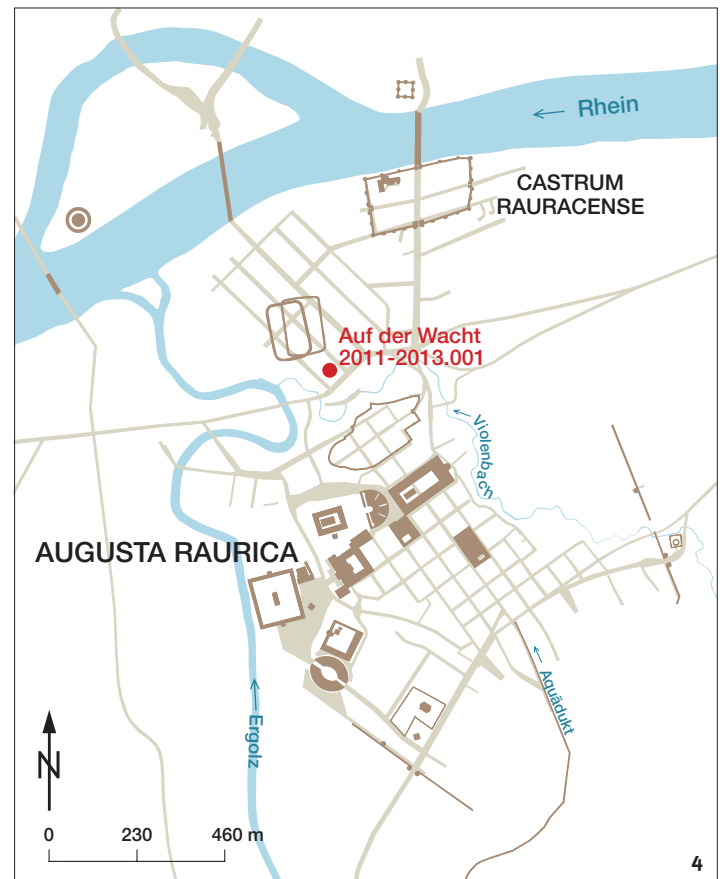 Rhein
CASTRUM
RAURACENSE
Auf der Wacht
2011-2013.001
Violenbach
AUGUSTA RAURICA
Aquädukt
Ergolz
N
0 230 460 m
4